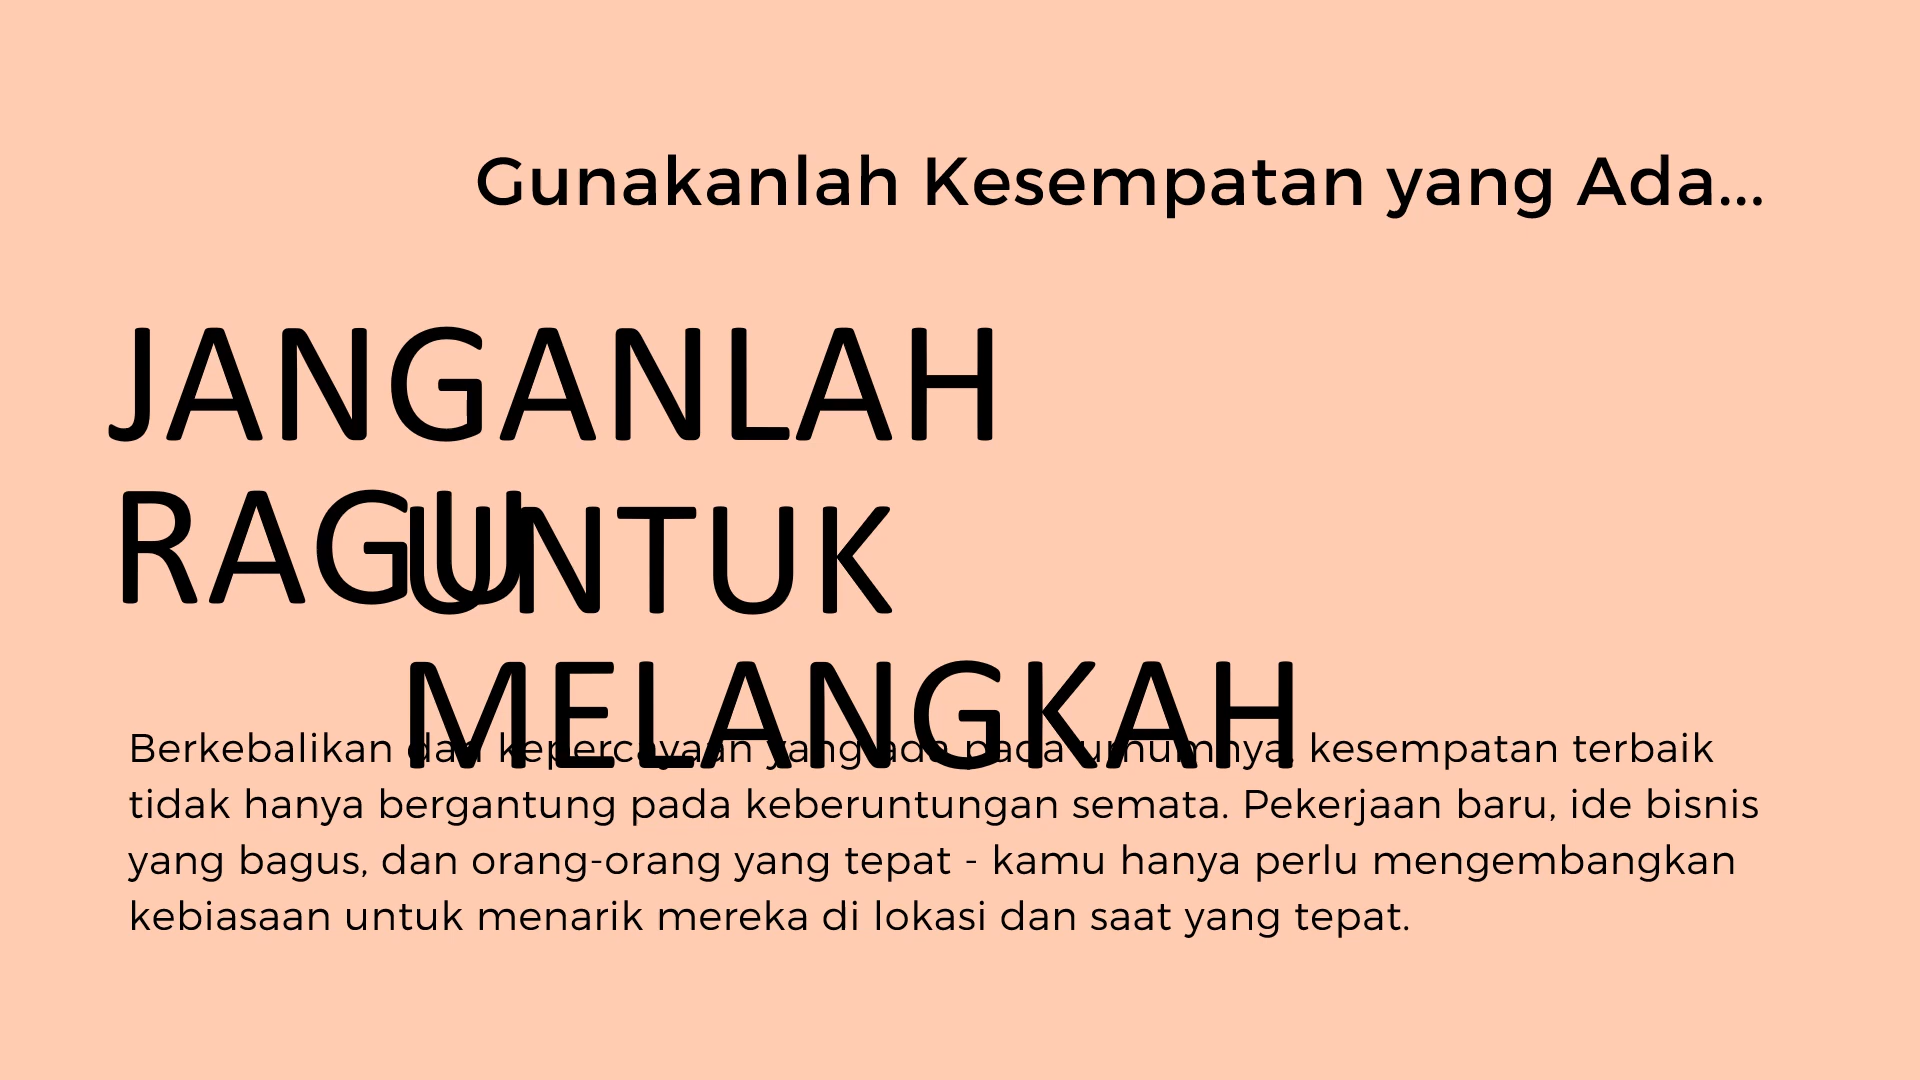 Gunakanlah Kesempatan yang Ada...
JANGANLAH
RAGU
UNTUK
MELANGKAH
Berkebalikan dan kepercayaan yang ada pada umumnya, kesempatan terbaik
tidak hanya bergantung pada keberuntungan semata. Pekerjaan baru, ide bisnis
yang bagus, dan orang-orang yang tepat - kamu hanya perlu mengembangkan
kebiasaan untuk menarik mereka di lokasi dan saat yang tepat.